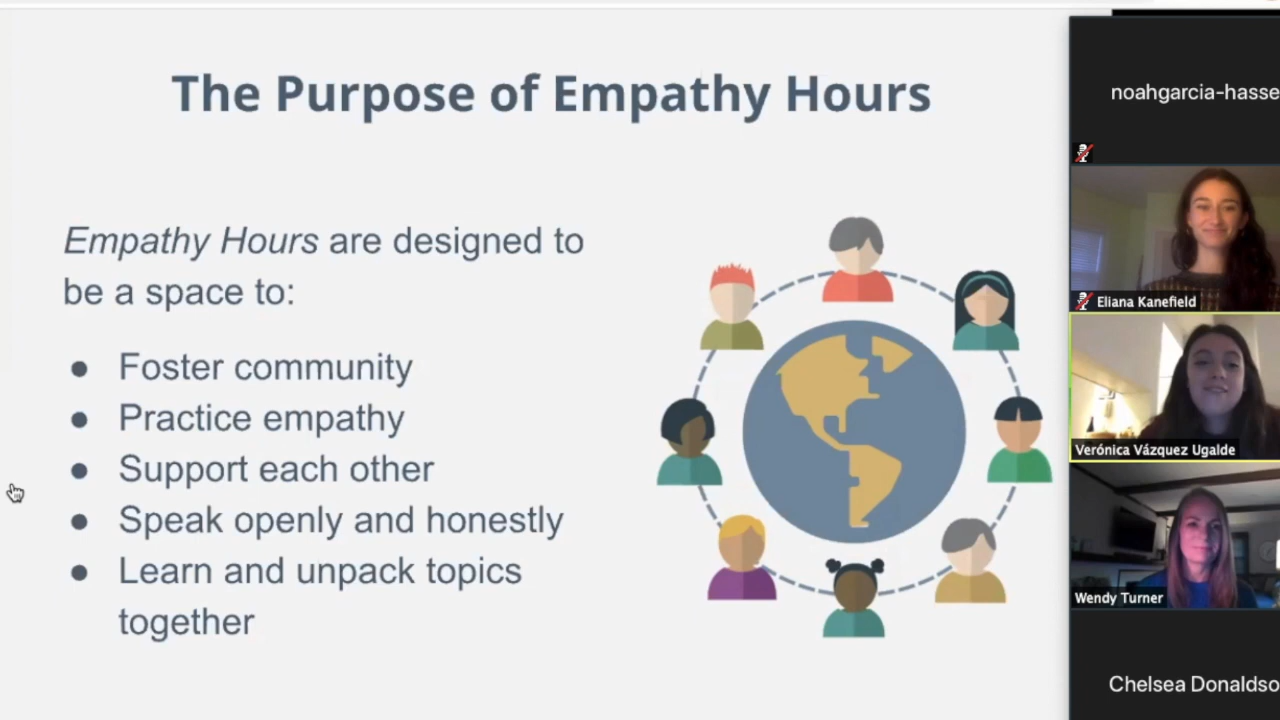 The Purpose of Empathy Hours
Empathy Hours are designed to
be a space to:
● Foster community
● Practice empathy
● Support each other
● Speak openly and honestly
● Learn and unpack topics
together
noahgarcia-hasse
Eliana Kanefield
Verónica Vázquez Ugalde
Wendy Turner
Chelsea Donaldso